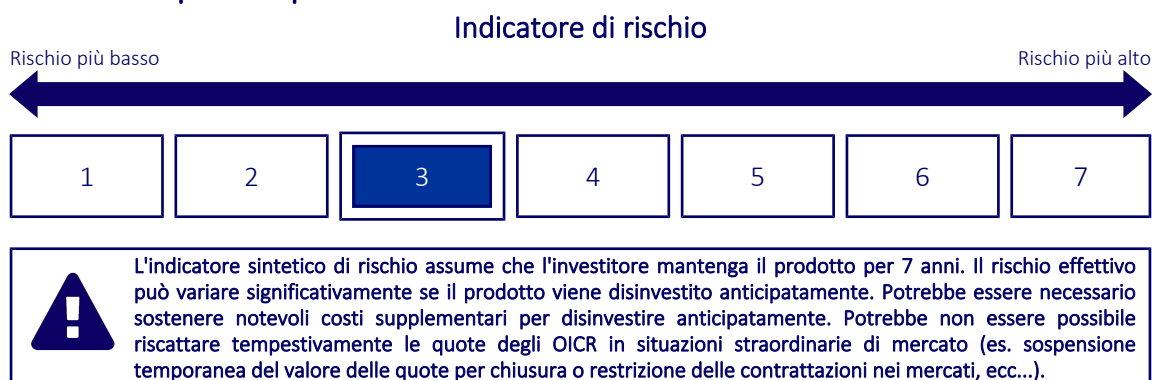 Indicatore di rischio
Rischio più basso
Rischio più alto
1 2 3 4 5 6 7
L'indicatore sintetico di rischio assume che l'investitore mantenga il prodotto per 7 anni. Il rischio effettivo
può variare significativamente se il prodotto viene disinvestito anticipatamente. Potrebbe essere necessario
sostenere notevoli costi supplementari per disinvestire anticipatamente. Potrebbe non essere possibile
riscattare tempestivamente le quote degli OICR in situazioni straordinarie di mercato (es. sospensione
temporanea del valore delle quote per chiusura o restrizione delle contrattazioni nei mercati, ecc...).